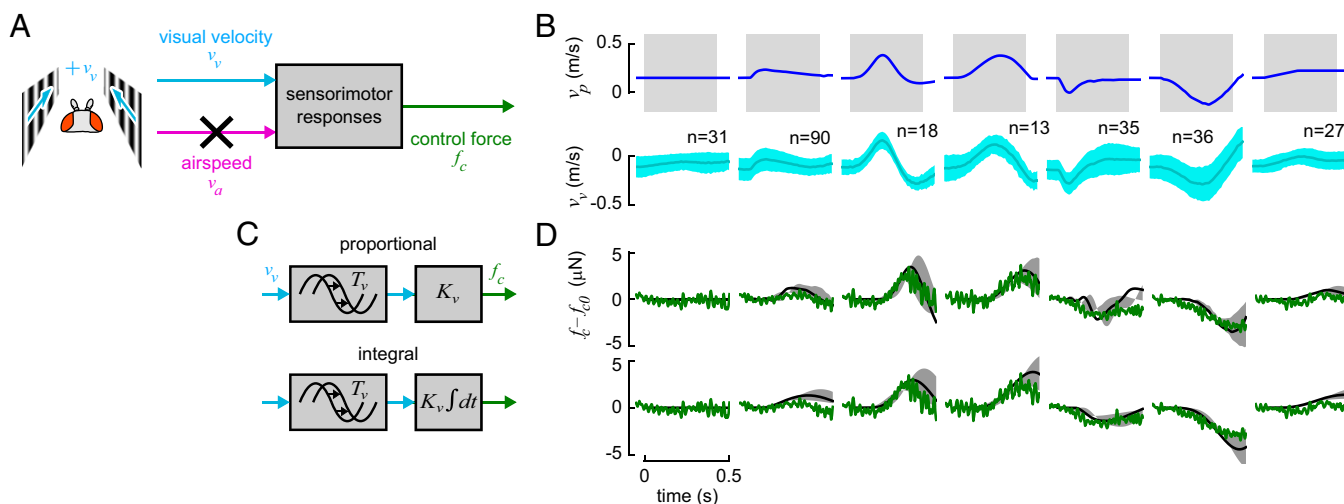 A
visual velocity
v_v
+ v_v
airspeed
v_a
sensorimotor
responses
control force
f_c
B
v_p (m/s)
0.5
0
v_v (m/s)
0
-0.5
n=31
n=90
n=18
n=13
n=35
n=36
n=27
C
proportional
v_v
T_v
K_v
f_c
integral
T_v
K_v ∫dt
D
f_c − f_c0 (µN)
5
0
-5
5
0
-5
0
0.5
time (s)